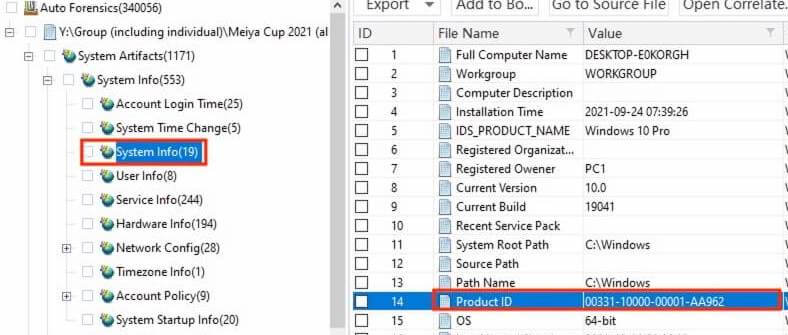 Auto Forensics(340056)
Y:\Group (including individual)\Meiya Cup 2021 (al
System Artifacts(1171)
System Info(553)
Account Login Time(25)
System Time Change(5)
System Info(19)
User Info(8)
Service Info(244)
Hardware Info(194)
Network Config(28)
Timezone Info(1)
Account Policy(9)
System Startup Info(20)
Export Add to Bo... Go to Source File Open Correlate.
ID File Name Value
1 Full Computer Name DESKTOP-E0KORGH
2 Workgroup WORKGROUP
3 Computer Description
4 Installation Time 2021-09-24 07:39:26
5 IDS_PRODUCT_NAME Windows 10 Pro
6 Registered Organizat...
7 Registered Owener PC1
8 Current Version 10.0
9 Current Build 19041
10 Recent Service Pack
11 System Root Path C:\Windows
12 Source Path
13 Path Name C:\Windows
14 Product ID 00331-10000-00001-AA962
15 OS 64-bit